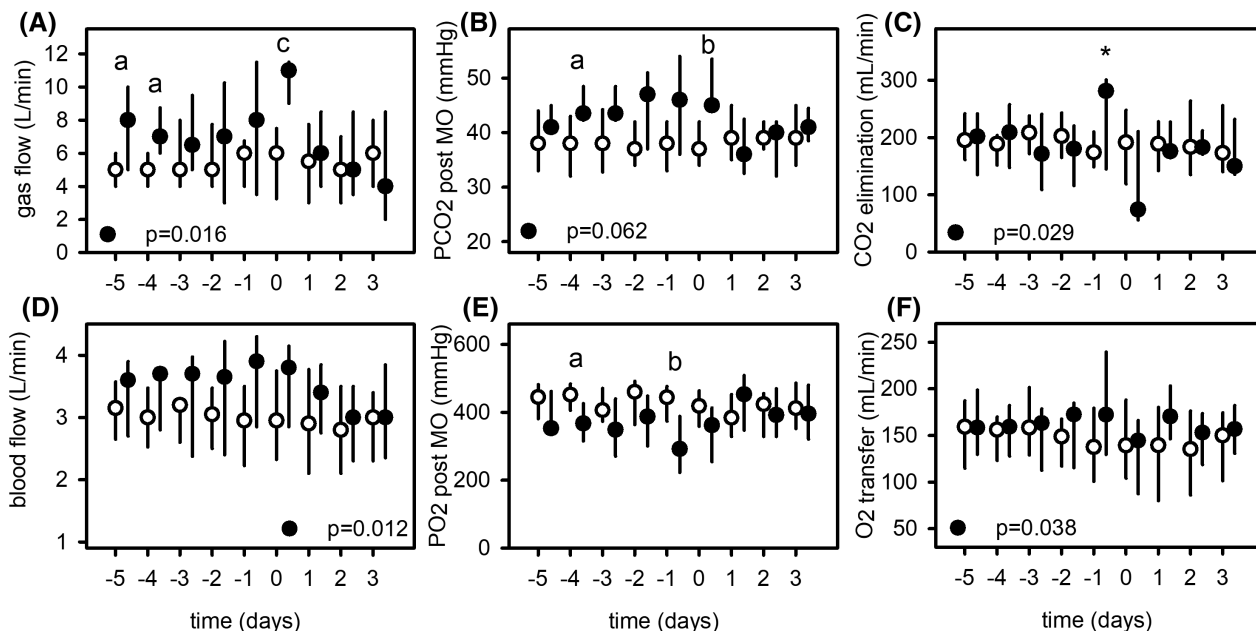 (A)
gas flow (L/min)
12
10
8
6
4
2
0
a
a
c
p=0.016
-5 -4 -3 -2 -1 0 1 2 3
(B)
PCO2 post MO (mmHg)
50
40
30
20
a
b
p=0.062
-5 -4 -3 -2 -1 0 1 2 3
(C)
CO2 elimination (mL/min)
300
200
100
0
*
p=0.029
-5 -4 -3 -2 -1 0 1 2 3
(D)
blood flow (L/min)
4
3
2
1
p=0.012
-5 -4 -3 -2 -1 0 1 2 3
time (days)
(E)
PO2 post MO (mmHg)
600
400
200
0
a
b
-5 -4 -3 -2 -1 0 1 2 3
time (days)
(F)
O2 transfer (mL/min)
250
200
150
100
50
p=0.038
-5 -4 -3 -2 -1 0 1 2 3
time (days)